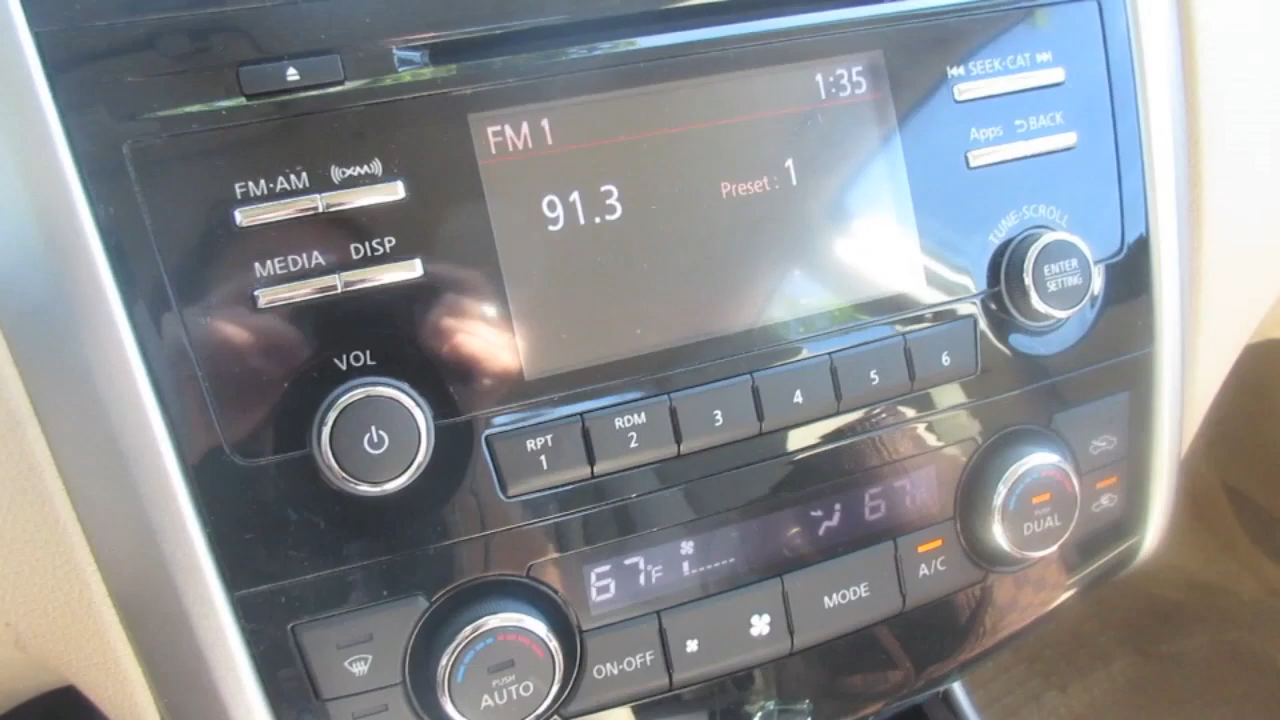 SEEK·CAT
Apps BACK
1:35
FM 1
91.3
Preset : 1
FM·AM (((XM)))
MEDIA DISP
VOL
TUNE·SCROLL
ENTER
SETTING
RPT
1
RDM
2
3
4
5
6
67°F
67
PUSH
DUAL
A/C
MODE
ON·OFF
PUSH
AUTO